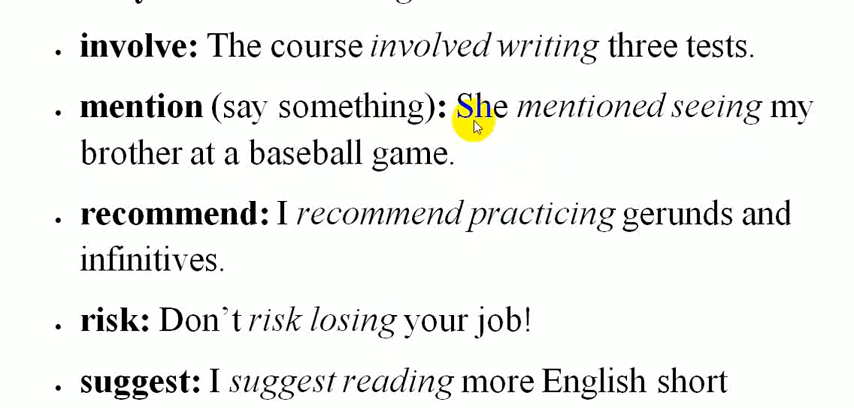 • involve: The course involved writing three tests.
• mention (say something): She mentioned seeing my
brother at a baseball game.
• recommend: I recommend practicing gerunds and
infinitives.
• risk: Don't risk losing your job!
• suggest: I suggest reading more English short